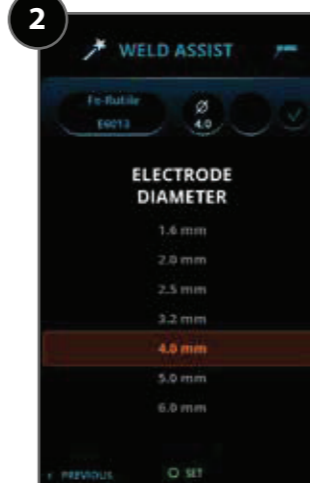 2
WELD ASSIST
Fe-Rutile
E6013
Ø
4.0
ELECTRODE
DIAMETER
1.6 mm
2.0 mm
2.5 mm
3.2 mm
4.0 mm
5.0 mm
6.0 mm
PREVIOUS
SET